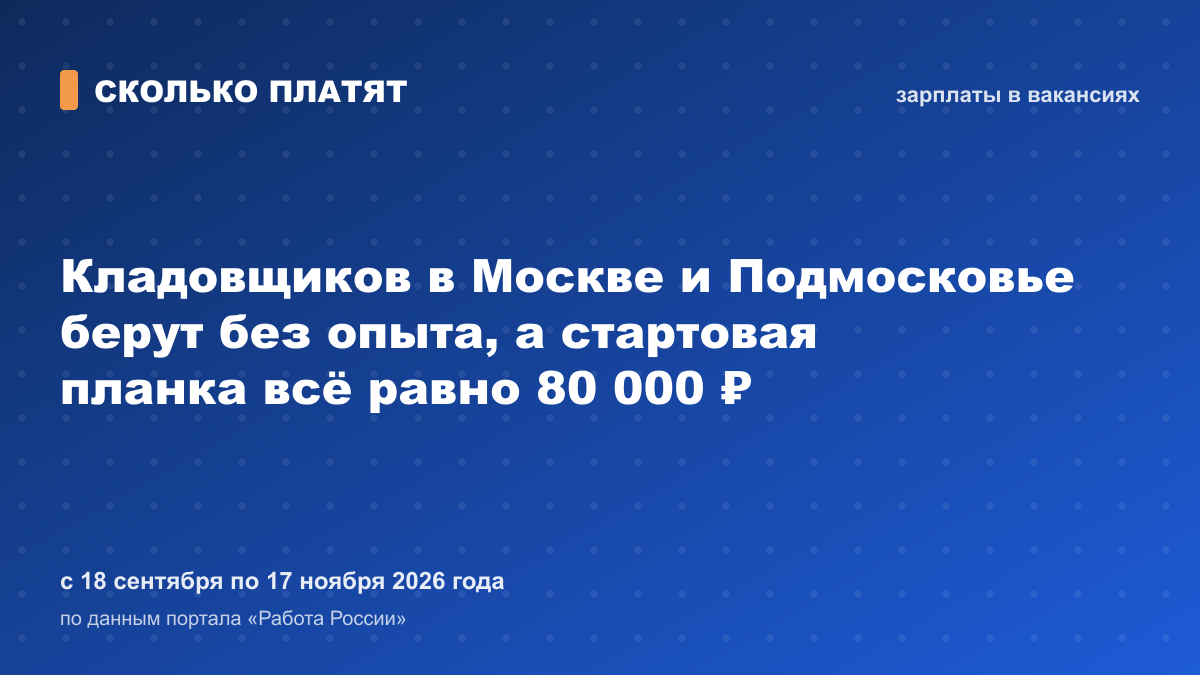 СКОЛЬКО ПЛАТЯТ
зарплаты в вакансиях
Кладовщиков в Москве и Подмосковье
берут без опыта, а стартовая
планка всё равно 80 000 ₽
с 18 сентября по 17 ноября 2026 года
по данным портала «Работа России»